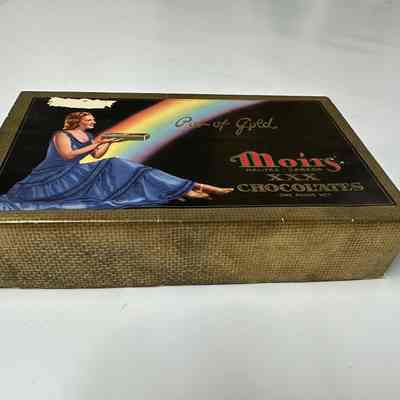 Pot of Gold
Moirs
HALIFAX CANADA
XXX
CHOCOLATES
ONE POUND NET